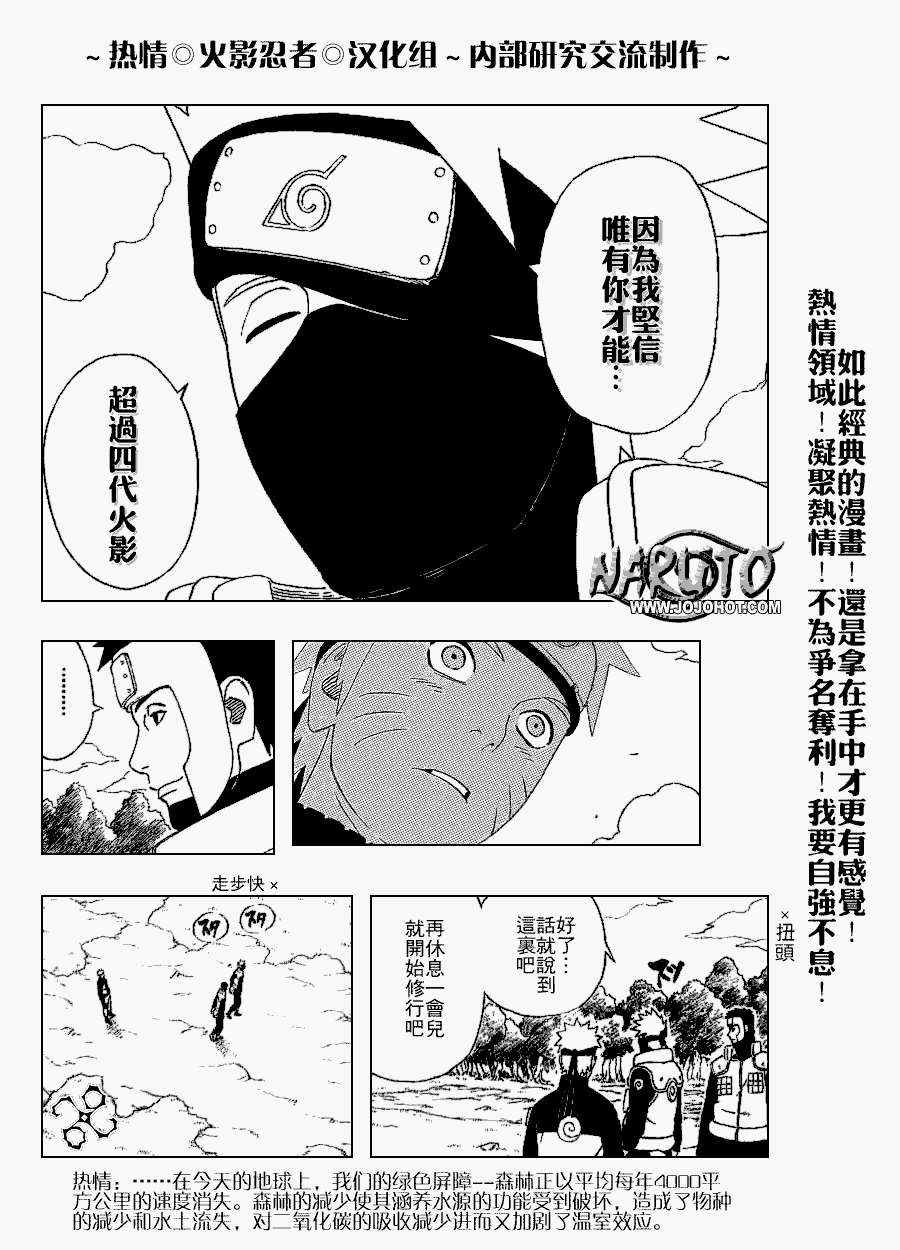 ~ 热情◎火影忍者◎汉化组 ~ 内部研究交流制作 ~
因為我堅信
唯有你才能…
超過四代火影
NARUTO
WWW.JOJOHOT.COM
如此經典的漫畫！還是拿在手中才更有感覺！
熱情領域！凝聚熱情！不為爭名奪利！我要自強不息！
………
好了…
話就說到
這裏吧
再休息一會兒
就開始修行吧
×扭頭
走步快 ×
スタ
スタ
热情：……在今天的地球上，我们的绿色屏障--森林正以平均每年4000平
方公里的速度消失。森林的减少使其涵养水源的功能受到破坏，造成了物种
的减少和水土流失，对二氧化碳的吸收减少进而又加剧了温室效应。